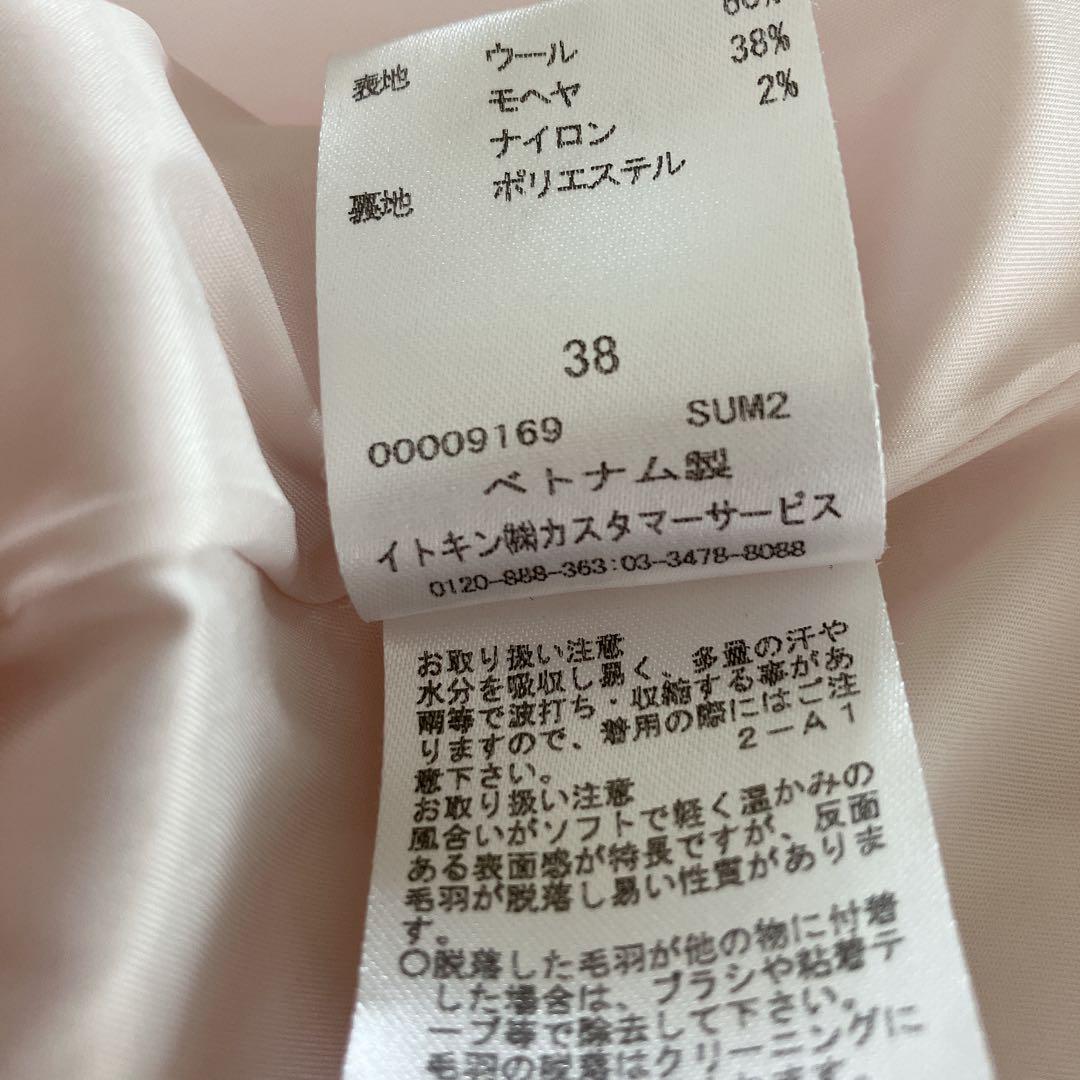 60%
表地 ウール 38%
モヘヤ 2%
ナイロン
裏地 ポリエステル
38
00009169 SUM2
ベトナム製
イトキン㈱カスタマーサービス
0120-888-363:03-3478-8088
お取り扱い注意
水分を吸収し易く、多量の汗や
雨等で波打ち・収縮する事があ
りますので、着用の際にはご注
意下さい。 2-A1
お取り扱い注意
風合いがソフトで軽く温かみの
ある表面感が特長ですが、反面
毛羽が脱落し易い性質がありま
す。
○脱落した毛羽が他の物に付着
した場合は、ブラシや粘着テ
ープ等で除去して下さい。
毛羽の脱落はクリーニングに